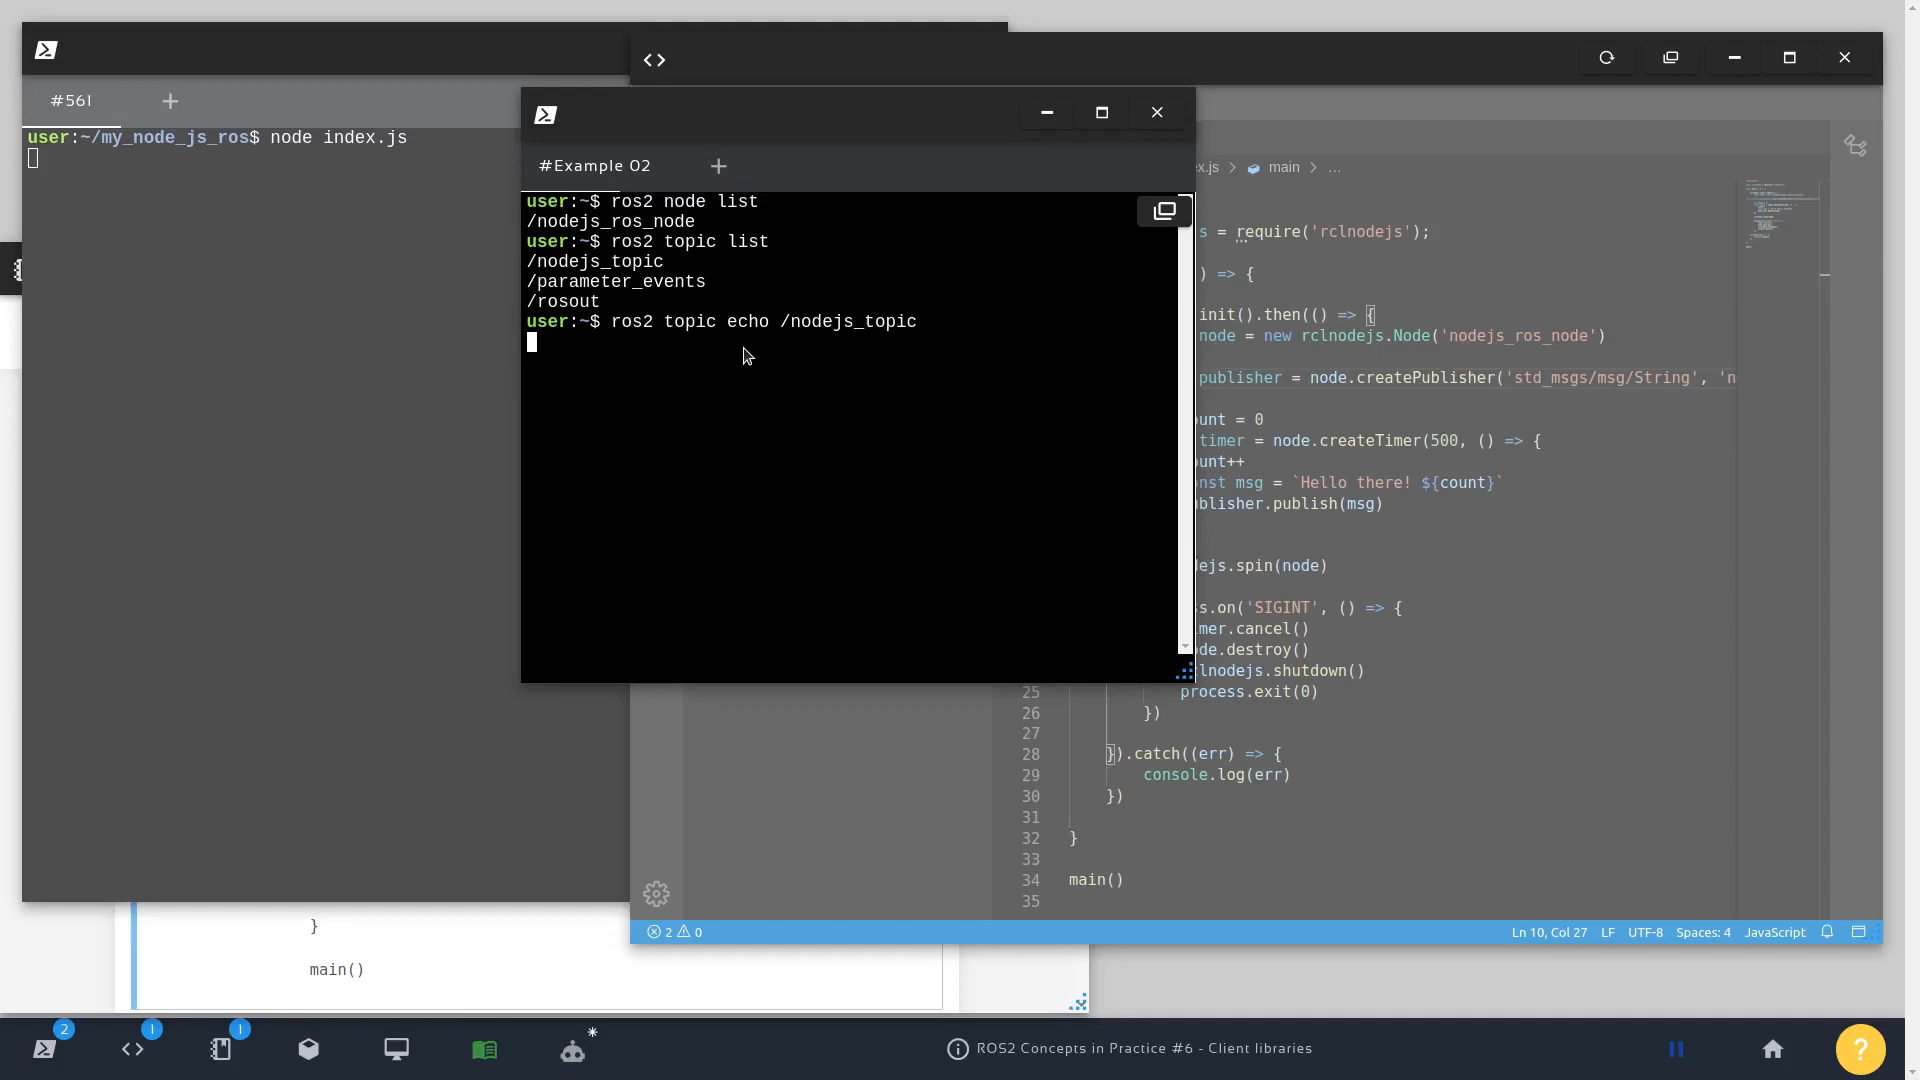 #561 +
user:~/my_node_js_ros$ node index.js
#Example 02 +
user:~$ ros2 node list
/nodejs_ros_node
user:~$ ros2 topic list
/nodejs_topic
/parameter_events
/rosout
user:~$ ros2 topic echo /nodejs_topic
x.js > main > ...
s = require('rclnodejs');
) => {
init().then(() => {
node = new rclnodejs.Node('nodejs_ros_node')
publisher = node.createPublisher('std_msgs/msg/String', 'n
unt = 0
timer = node.createTimer(500, () => {
unt++
nst msg = `Hello there! ${count}`
blisher.publish(msg)
ejs.spin(node)
s.on('SIGINT', () => {
mer.cancel()
de.destroy()
lnodejs.shutdown()
25 process.exit(0)
26 })
27
28 }).catch((err) => {
29 console.log(err)
30 })
31
32 }
33
34 main()
35
2 0 Ln 10, Col 27 LF UTF-8 Spaces: 4 JavaScript
}
main()
2 1 1 ROS2 Concepts in Practice #6 - Client libraries ?